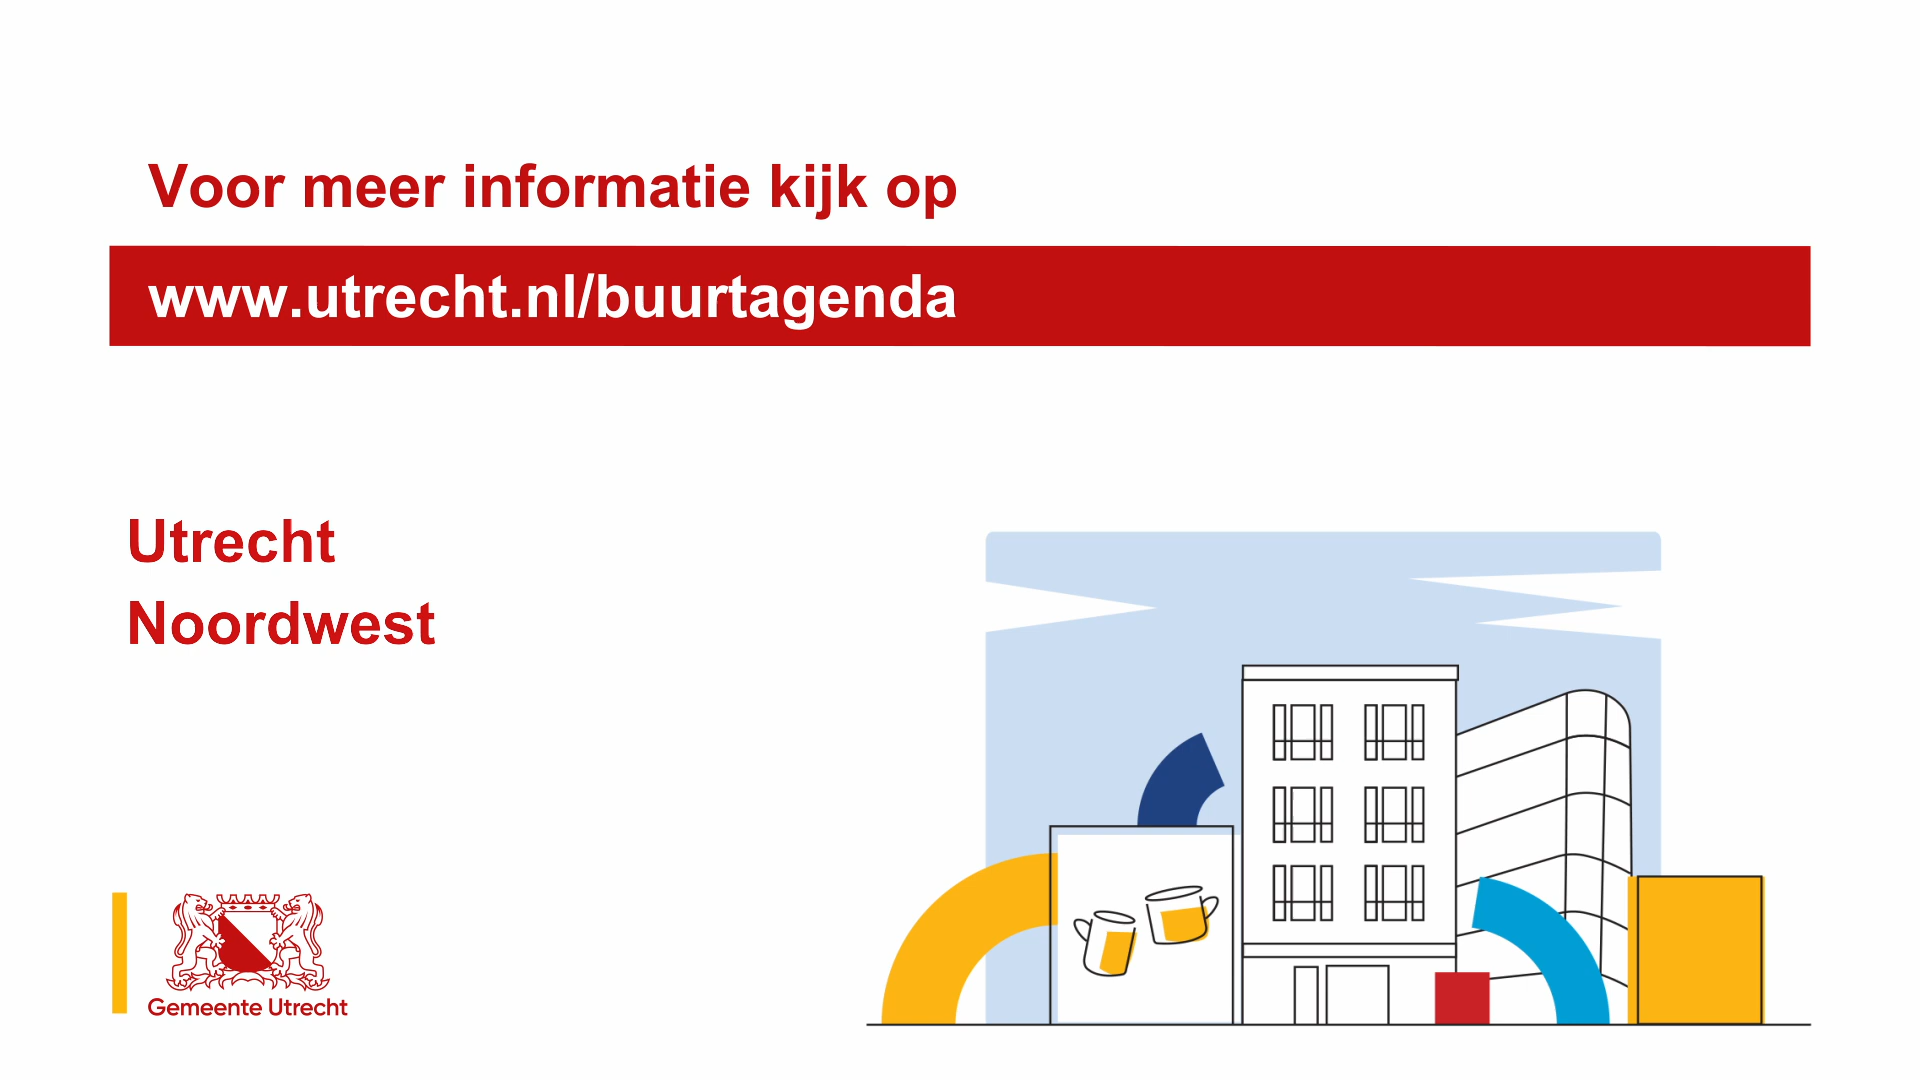 Voor meer informatie kijk op
www.utrecht.nl/buurtagenda
Utrecht
Noordwest
Gemeente Utrecht